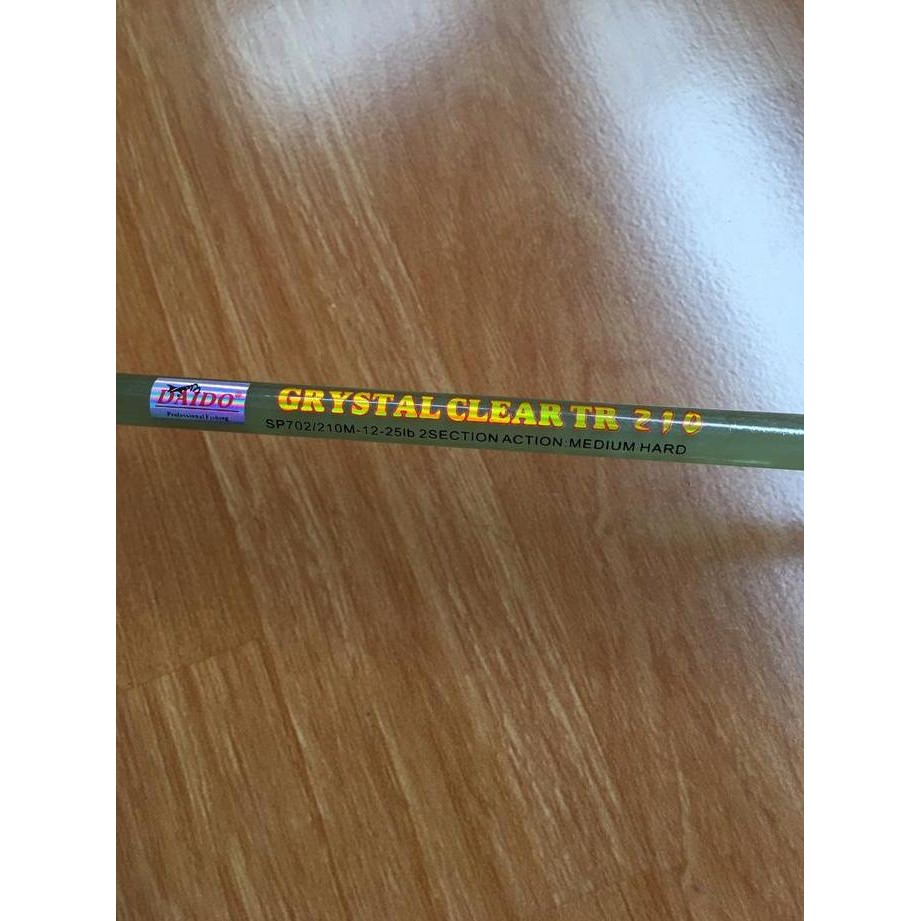 DAIDO
Professional Fishing
GRYSTAL CLEAR TR 210
SP702/210M-12-25lb 2SECTION ACTION:MEDIUM HARD